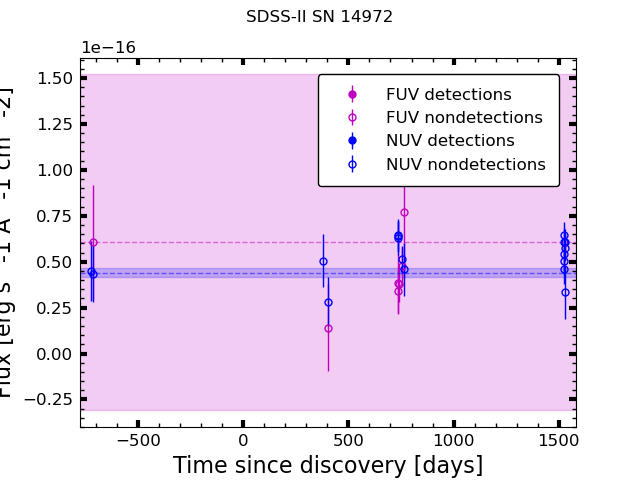 SDSS-II SN 14972
1e−16
FUV detections
FUV nondetections
NUV detections
NUV nondetections
1.50
1.25
1.00
0.75
0.50
0.25
0.00
−0.25
Flux [erg s -1 A -1 cm -2]
−500
0
500
1000
1500
Time since discovery [days]